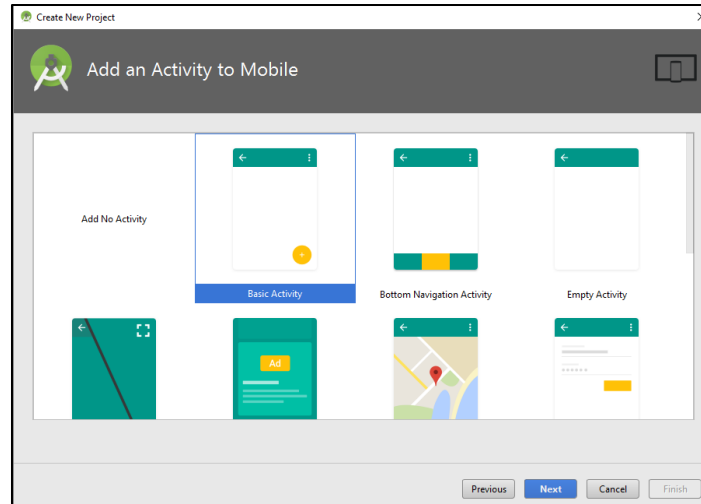 Create New Project
Add an Activity to Mobile
Add No Activity
Basic Activity
Bottom Navigation Activity
Empty Activity
Ad
Previous
Next
Cancel
Finish